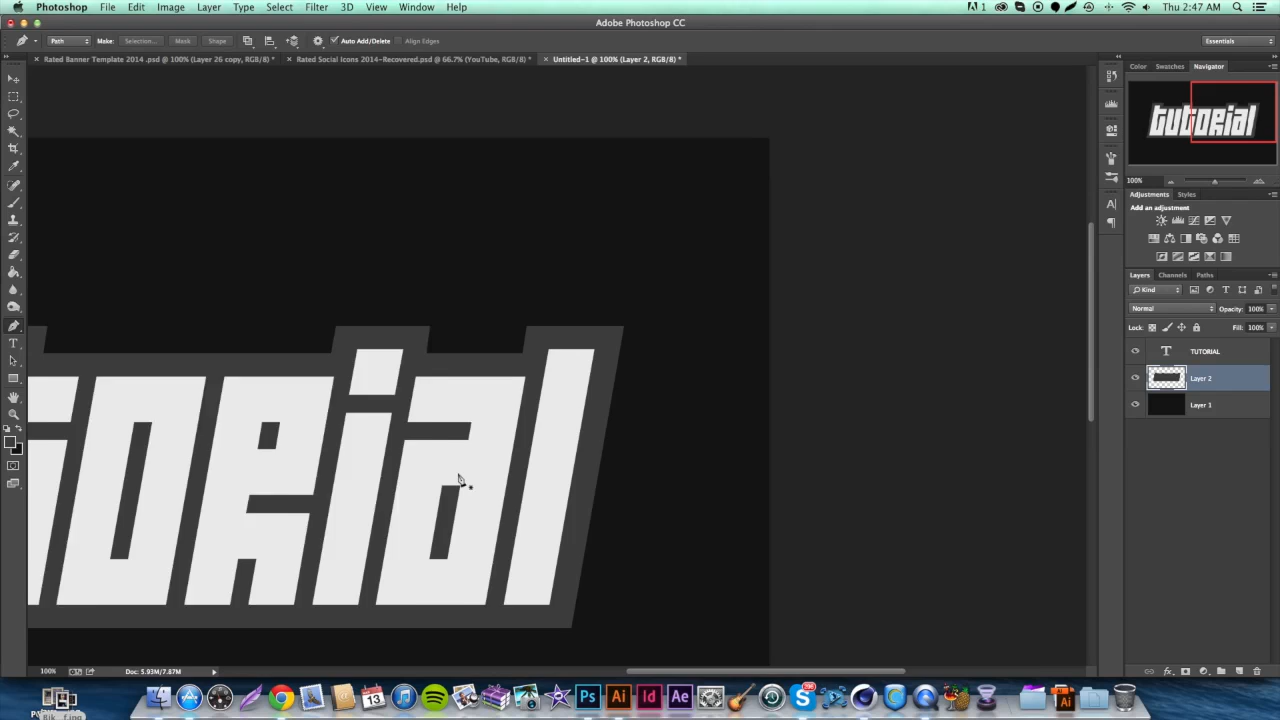 Photoshop File Edit Image Layer Type Select Filter 3D View Window Help
1
Thu 2:47 AM
Adobe Photoshop CC
Path Make: Selection... Mask Shape Auto Add/Delete Align Edges
Essentials
Rated Banner Template 2014 .psd @ 100% (Layer 26 copy, RGB/8) *
Rated Social Icons 2014-Recovered.psd @ 66.7% (YouTube, RGB/8) *
Untitled-1 @ 100% (Layer 2, RGB/8) *
Color Swatches Navigator
tutorial
100%
Adjustments Styles
Add an adjustment
Layers Channels Paths
Kind
Normal Opacity: 100%
Lock: Fill: 100%
TUTORIAL
Layer 2
Layer 1
torial
100% Doc: 5.93M/7.87M